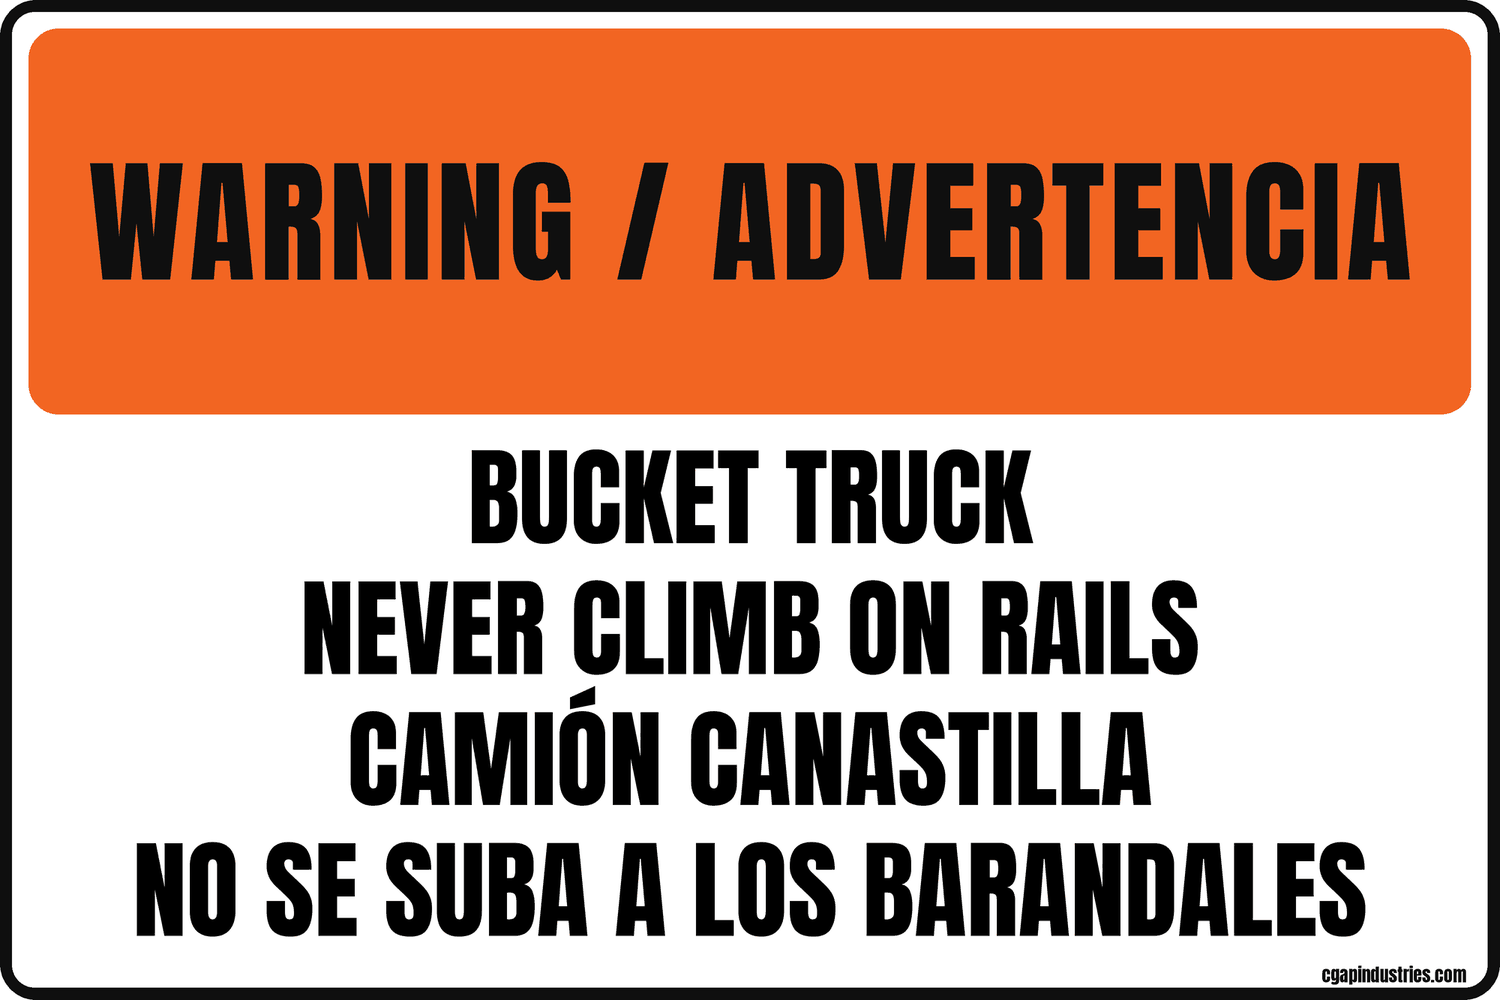 WARNING / ADVERTENCIA
BUCKET TRUCK
NEVER CLIMB ON RAILS
CAMIÓN CANASTILLA
NO SE SUBA A LOS BARANDALES
cgapindustries.com